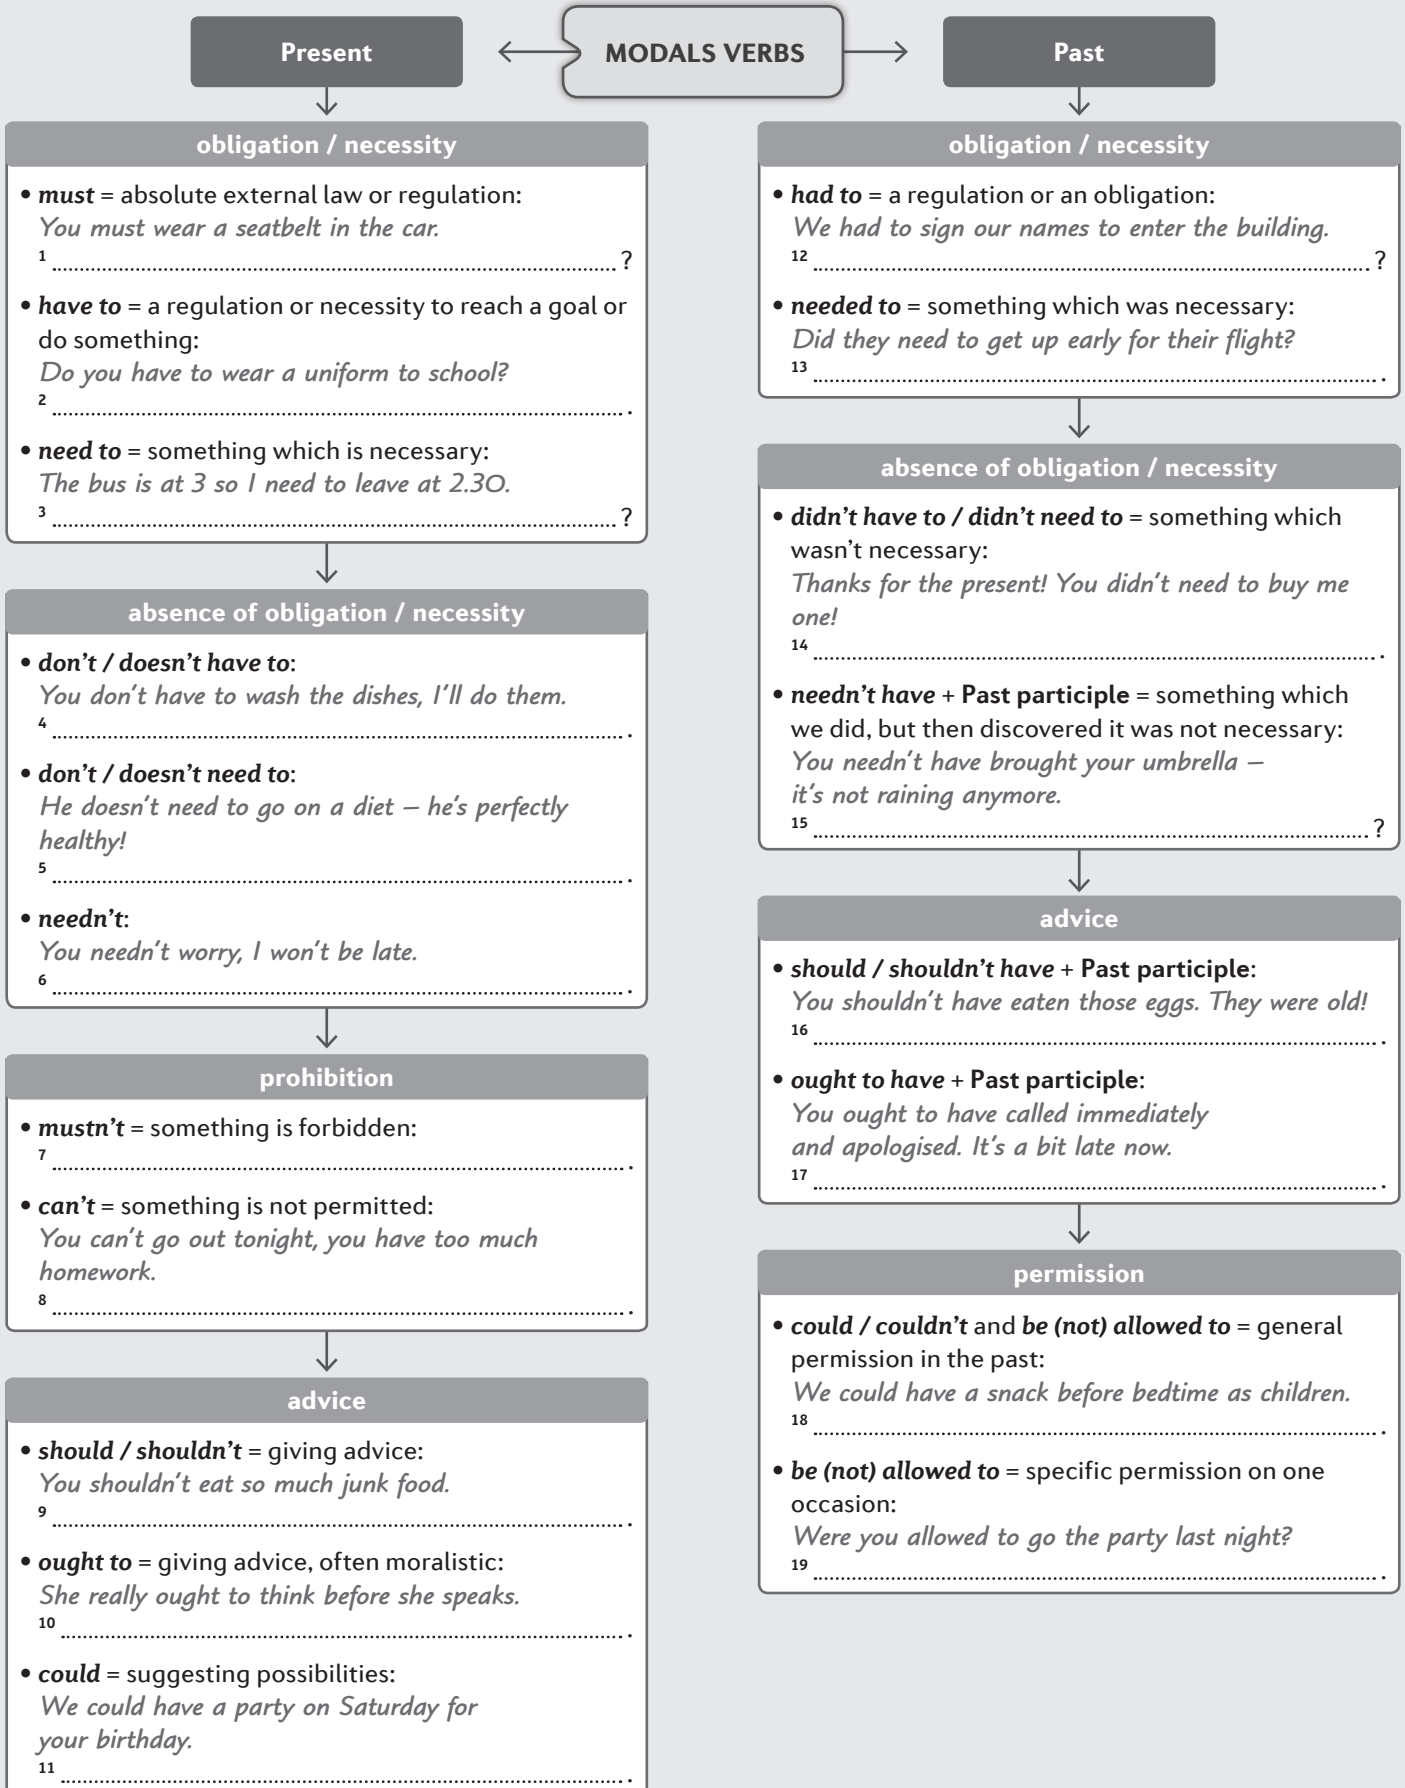 MODALS VERBS
Present
obligation / necessity
• must = absolute external law or regulation:
You must wear a seatbelt in the car.
1 ........ ?
• have to = a regulation or necessity to reach a goal or
do something:
Do you have to wear a uniform to school?
2 ........ .
• need to = something which is necessary:
The bus is at 3 so I need to leave at 2.30.
3 ........ ?
absence of obligation / necessity
• don't / doesn't have to:
You don't have to wash the dishes, I'll do them.
4 ........ .
• don't / doesn't need to:
He doesn't need to go on a diet – he's perfectly
healthy!
5 ........ .
• needn't:
You needn't worry, I won't be late.
6 ........ .
prohibition
• mustn't = something is forbidden:
7 ........ .
• can't = something is not permitted:
You can't go out tonight, you have too much
homework.
8 ........ .
advice
• should / shouldn't = giving advice:
You shouldn't eat so much junk food.
9 ........ .
• ought to = giving advice, often moralistic:
She really ought to think before she speaks.
10 ........ .
• could = suggesting possibilities:
We could have a party on Saturday for
your birthday.
11 ........ .
Past
obligation / necessity
• had to = a regulation or an obligation:
We had to sign our names to enter the building.
12 ........ ?
• needed to = something which was necessary:
Did they need to get up early for their flight?
13 ........ .
absence of obligation / necessity
• didn't have to / didn't need to = something which
wasn't necessary:
Thanks for the present! You didn't need to buy me
one!
14 ........ .
• needn't have + Past participle = something which
we did, but then discovered it was not necessary:
You needn't have brought your umbrella –
it's not raining anymore.
15 ........ ?
advice
• should / shouldn't have + Past participle:
You shouldn't have eaten those eggs. They were old!
16 ........ .
• ought to have + Past participle:
You ought to have called immediately
and apologised. It's a bit late now.
17 ........ .
permission
• could / couldn't and be (not) allowed to = general
permission in the past:
We could have a snack before bedtime as children.
18 ........ .
• be (not) allowed to = specific permission on one
occasion:
Were you allowed to go the party last night?
19 ........ .